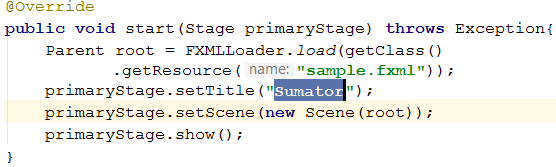 @Override
public void start(Stage primaryStage) throws Exception{
Parent root = FXMLLoader.load(getClass()
.getResource( name: "sample.fxml"));
primaryStage.setTitle("Sumator");
primaryStage.setScene(new Scene(root));
primaryStage.show();
}